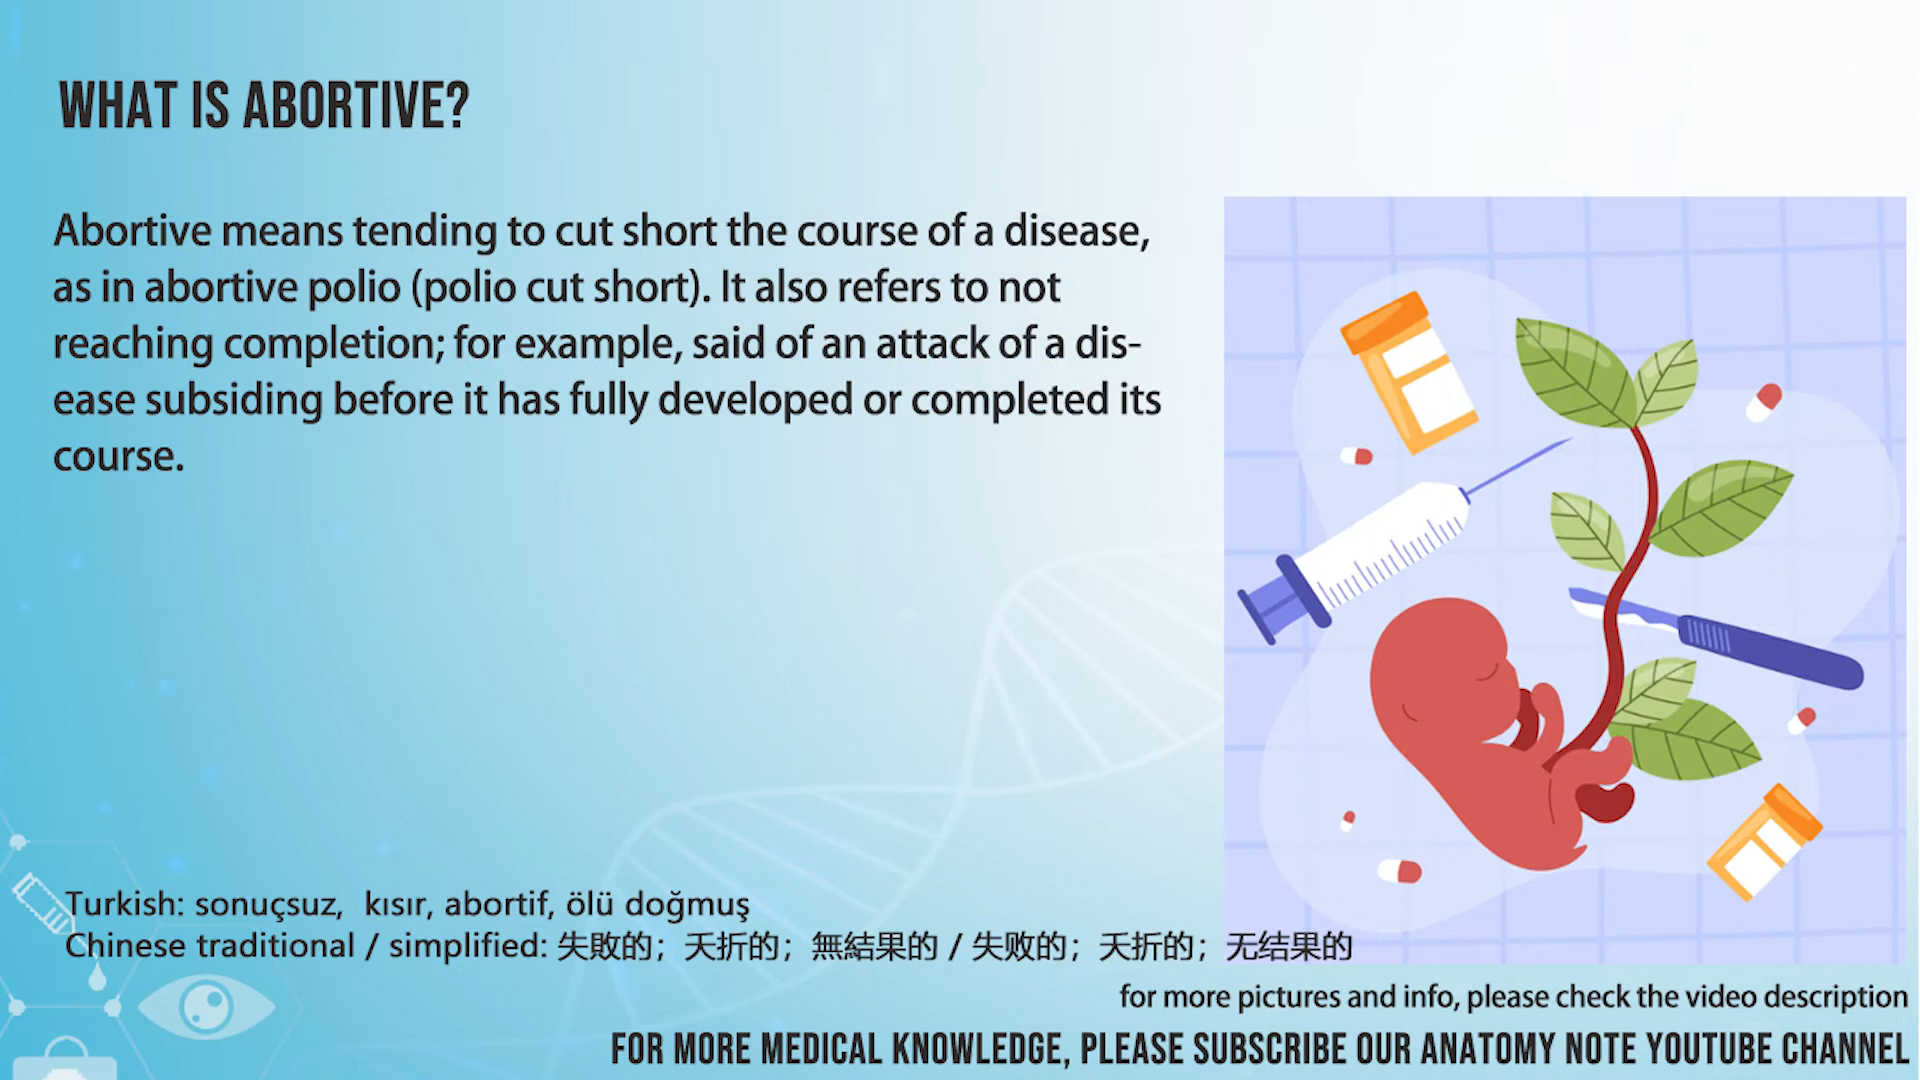 WHAT IS ABORTIVE?
Abortive means tending to cut short the course of a disease,
as in abortive polio (polio cut short). It also refers to not
reaching completion; for example, said of an attack of a dis-
ease subsiding before it has fully developed or completed its
course.
Turkish: sonuçsuz,  kısır, abortif, ölü doğmuş
Chinese traditional / simplified: 失敗的；夭折的；無結果的 / 失败的；夭折的；无结果的
for more pictures and info, please check the video description
FOR MORE MEDICAL KNOWLEDGE, PLEASE SUBSCRIBE OUR ANATOMY NOTE YOUTUBE CHANNEL